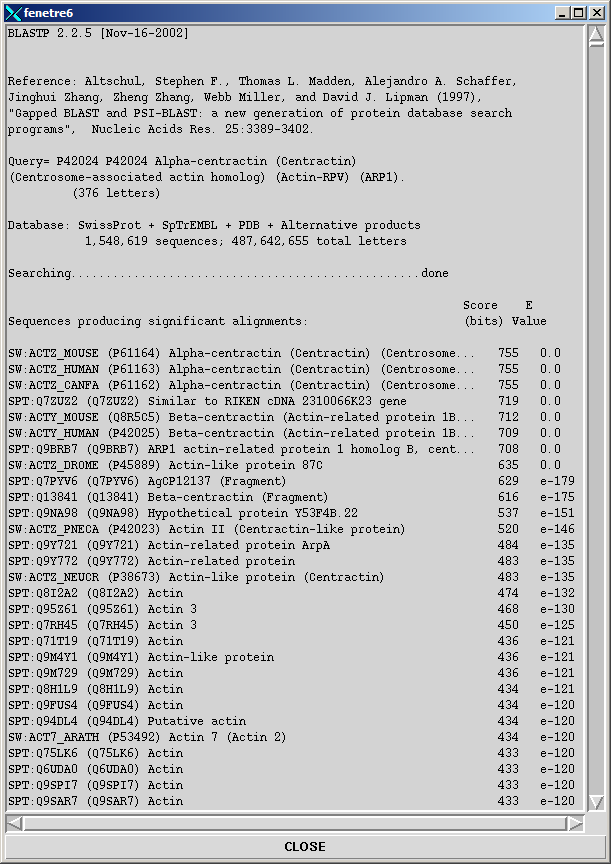 fenetre6
BLASTP 2.2.5 [Nov-16-2002]
Reference: Altschul, Stephen F., Thomas L. Madden, Alejandro A. Schaffer,
Jinghui Zhang, Zheng Zhang, Webb Miller, and David J. Lipman (1997),
"Gapped BLAST and PSI-BLAST: a new generation of protein database search
programs",  Nucleic Acids Res. 25:3389-3402.
Query= P42024 P42024 Alpha-centractin (Centractin)
(Centrosome-associated actin homolog) (Actin-RPV) (ARP1).
(376 letters)
Database: SwissProt + SpTrEMBL + PDB + Alternative products
1,548,619 sequences; 487,642,655 total letters
Searching..................................................done
Score E
Sequences producing significant alignments: (bits) Value
SW:ACTZ_MOUSE (P61164) Alpha-centractin (Centractin) (Centrosome... 755 0.0
SW:ACTZ_HUMAN (P61163) Alpha-centractin (Centractin) (Centrosome... 755 0.0
SW:ACTZ_CANFA (P61162) Alpha-centractin (Centractin) (Centrosome... 755 0.0
SPT:Q7ZUZ2 (Q7ZUZ2) Similar to RIKEN cDNA 2310066K23 gene 719 0.0
SW:ACTY_MOUSE (Q8R5C5) Beta-centractin (Actin-related protein 1B... 712 0.0
SW:ACTY_HUMAN (P42025) Beta-centractin (Actin-related protein 1B... 709 0.0
SPT:Q9BRB7 (Q9BRB7) ARP1 actin-related protein 1 homolog B, cent... 708 0.0
SW:ACTZ_DROME (P45889) Actin-like protein 87C 635 0.0
SPT:Q7PYV6 (Q7PYV6) AgCP12137 (Fragment) 629 e-179
SPT:Q13841 (Q13841) Beta-centractin (Fragment) 616 e-175
SPT:Q9NA98 (Q9NA98) Hypothetical protein Y53F4B.22 537 e-151
SW:ACTZ_PNECA (P42023) Actin II (Centractin-like protein) 520 e-146
SPT:Q9Y721 (Q9Y721) Actin-related protein ArpA 484 e-135
SPT:Q9Y772 (Q9Y772) Actin-related protein 483 e-135
SW:ACTZ_NEUCR (P38673) Actin-like protein (Centractin) 483 e-135
SPT:Q8I2A2 (Q8I2A2) Actin 474 e-132
SPT:Q95Z61 (Q95Z61) Actin 3 468 e-130
SPT:Q7RH45 (Q7RH45) Actin 3 450 e-125
SPT:Q71T19 (Q71T19) Actin 436 e-121
SPT:Q9M4Y1 (Q9M4Y1) Actin-like protein 436 e-121
SPT:Q9M729 (Q9M729) Actin 436 e-121
SPT:Q8H1L9 (Q8H1L9) Actin 434 e-121
SPT:Q9FUS4 (Q9FUS4) Actin 434 e-120
SPT:Q94DL4 (Q94DL4) Putative actin 434 e-120
SW:ACT7_ARATH (P53492) Actin 7 (Actin 2) 434 e-120
SPT:Q75LK6 (Q75LK6) Actin 433 e-120
SPT:Q6UDA0 (Q6UDA0) Actin 433 e-120
SPT:Q9SPI7 (Q9SPI7) Actin 433 e-120
SPT:Q9SAR7 (Q9SAR7) Actin 433 e-120
CLOSE